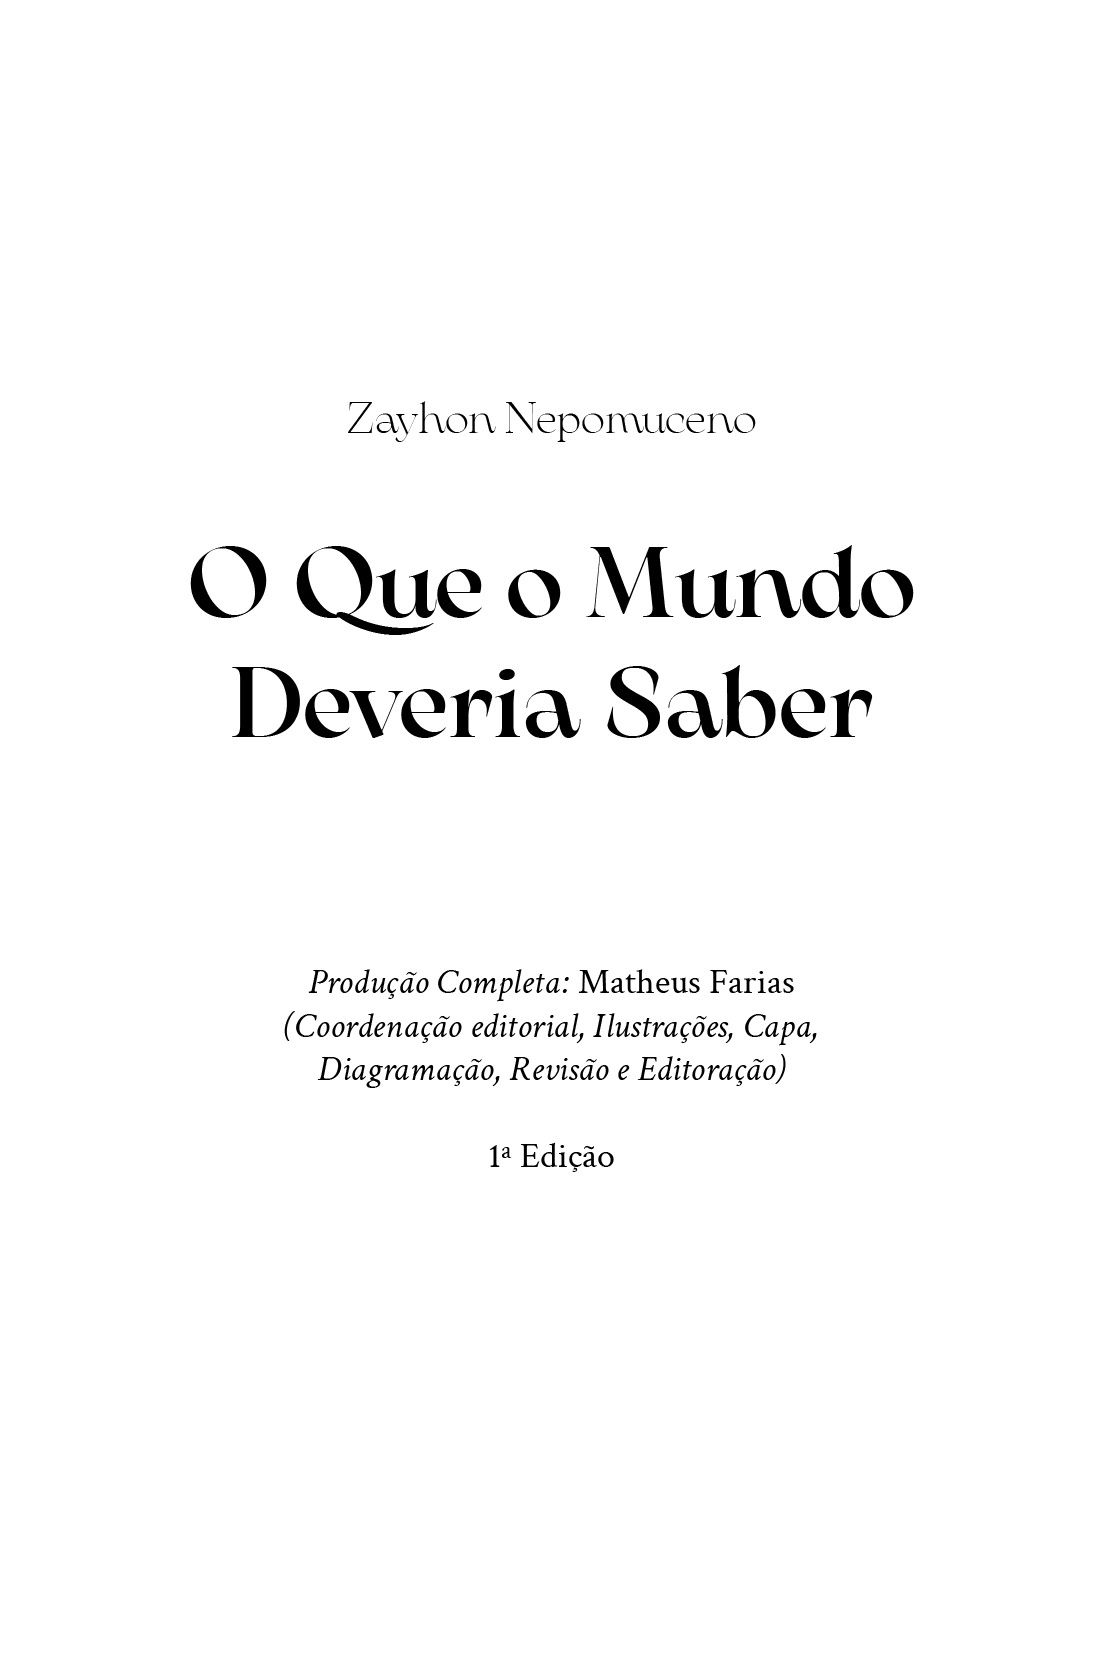 Zayhon Nepomuceno
O Que o Mundo
Deveria Saber
Produção Completa: Matheus Farias
(Coordenação editorial, Ilustrações, Capa,
Diagramação, Revisão e Editoração)
1ª Edição